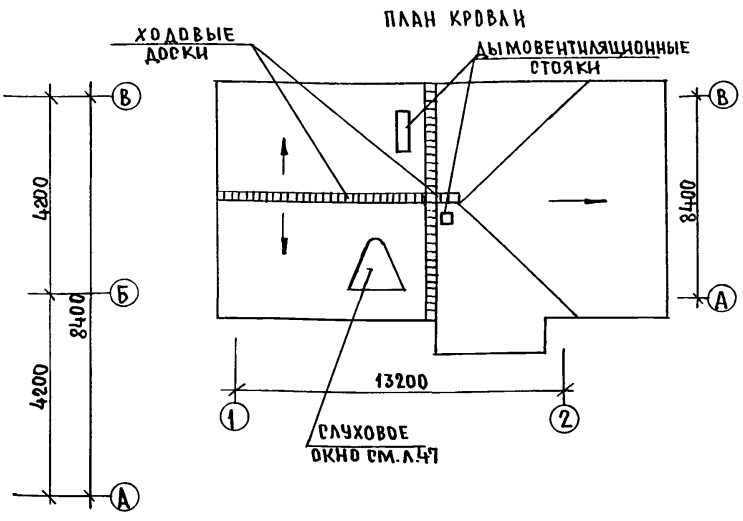 ПЛАН КРОВЛИ
ХОДОВЫЕ
ДОСКИ
ДЫМОВЕНТИЛЯЦИОННЫЕ
СТОЯКИ
В
В
4200
8400
Б
А
8400
4200
13200
1
2
СЛУХОВОЕ
ОКНО СМ.Л.47
А